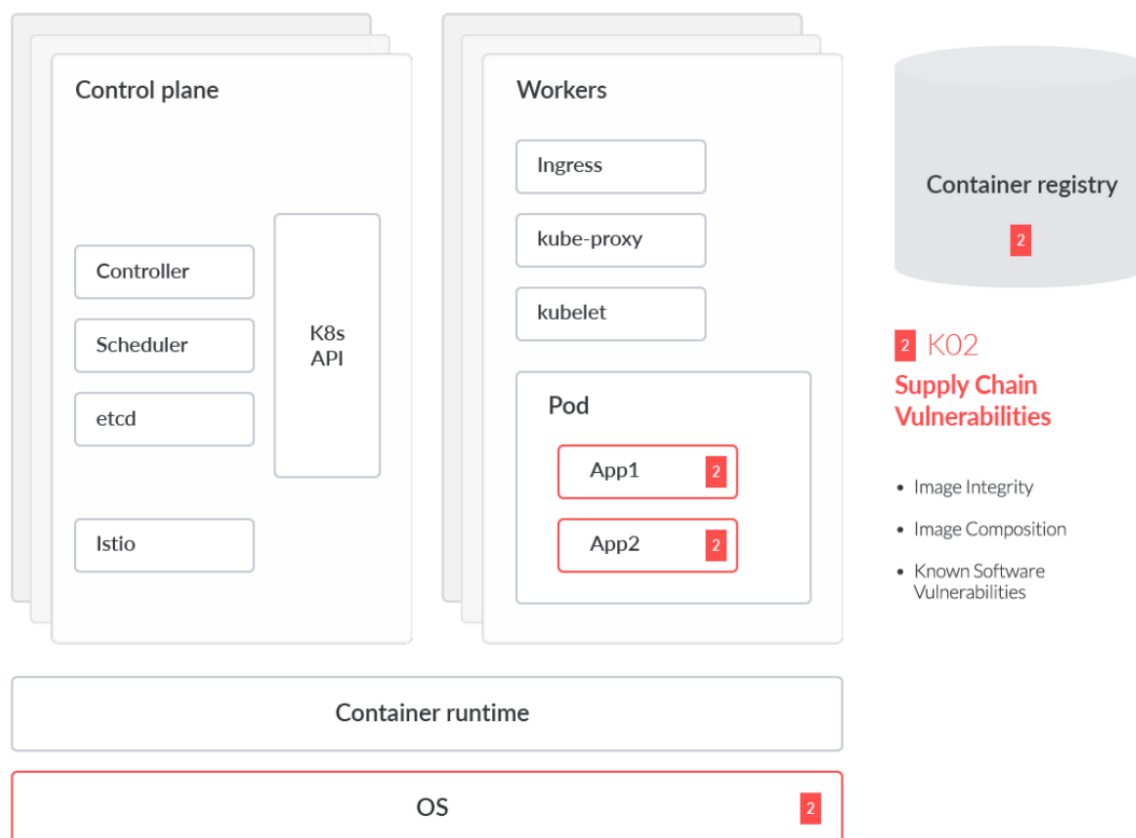 Control plane
Controller
Scheduler
etcd
Istio
K8s
API
Workers
Ingress
kube-proxy
kubelet
Pod
App1
2
App2
2
Container registry
2
2 K02
Supply Chain
Vulnerabilities
• Image Integrity
• Image Composition
• Known Software
Vulnerabilities
Container runtime
OS
2